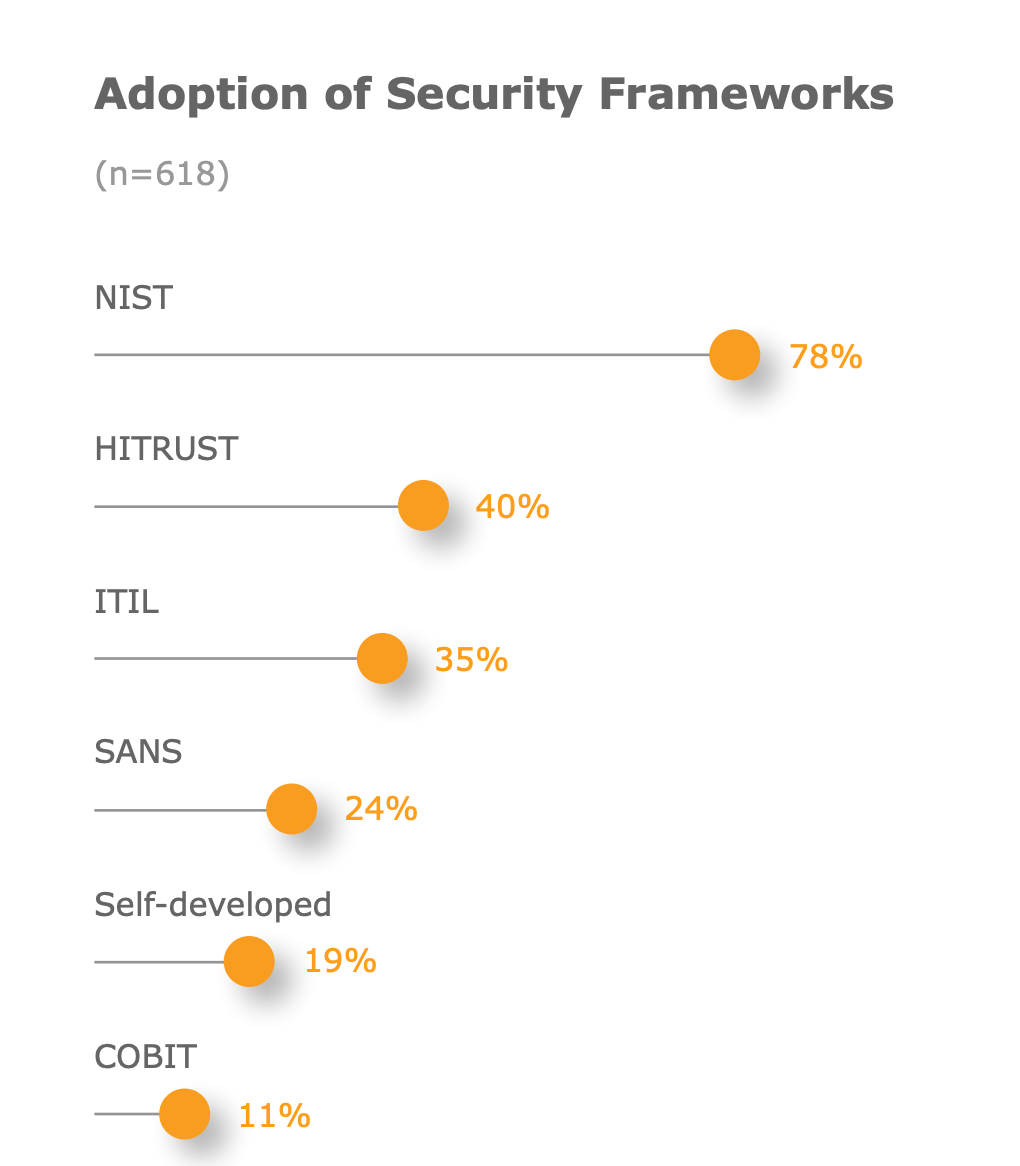 Adoption of Security Frameworks
(n=618)
NIST
78%
HITRUST
40%
ITIL
35%
SANS
24%
Self-developed
19%
COBIT
11%